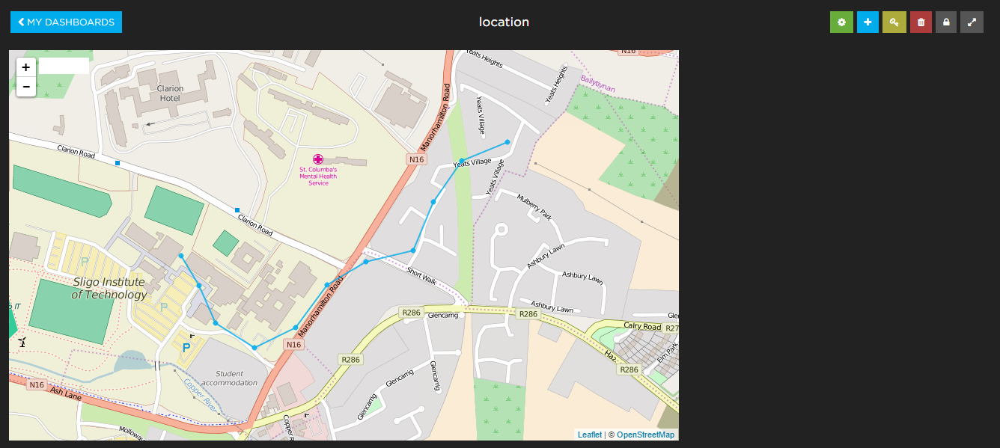 MY DASHBOARDS
location
+
−
Clarion
Hotel
Clarion Road
Clarion Road
St. Columba's
Mental Health
Service
Manorhamilton Road
N16
N16
Yeats Heights
Yeats Heights
Ballytivnan
Yeats Village
Yeats Village
Yeats Village
Mulberry Park
Ashbury Lawn
Ashbury Lawn
Ashbury Lawn
Short Walk
P
Sligo Institute
of Technology
P
P
IT
Manorhamilton Road
N16
R286
Glencarrig
R286
Calry Road
R27
Elm Park
R286
R286
Glencarrig
Glencarrig
Glencarrig
Student
accommodation
Copper River
N16
Ash Lane
Molloway
Copper R
Leaflet | © OpenStreetMap